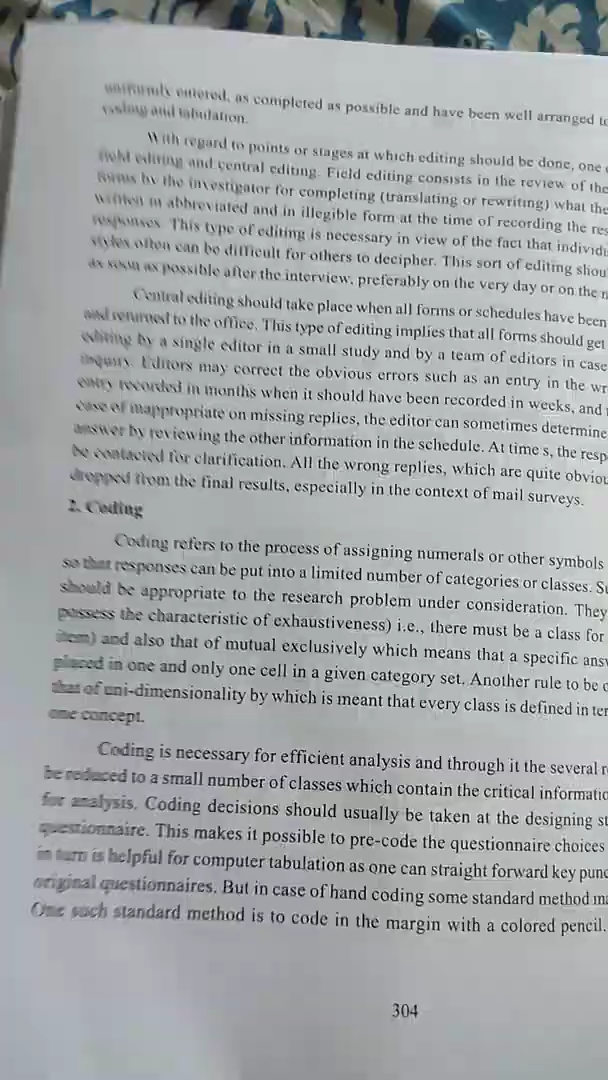 uniformly entered, as completed as possible and have been well arranged to
coding and tabulation.
With regard to points or stages at which editing should be done, one
field editing and central editing. Field editing consists in the review of the
forms by the investigator for completing (translating or rewriting) what the
written in abbreviated and in illegible form at the time of recording the res
responses. This type of editing is necessary in view of the fact that individu
styles often can be difficult for others to decipher. This sort of editing shou
as soon as possible after the interview, preferably on the very day or on the n
Central editing should take place when all forms or schedules have been
and returned to the office. This type of editing implies that all forms should get
editing by a single editor in a small study and by a team of editors in case
inquiry. Editors may correct the obvious errors such as an entry in the wr
entry recorded in months when it should have been recorded in weeks, and
case of inappropriate on missing replies, the editor can sometimes determine
answer by reviewing the other information in the schedule. At time s, the resp
be contacted for clarification. All the wrong replies, which are quite obviou
dropped from the final results, especially in the context of mail surveys.
2. Coding
Coding refers to the process of assigning numerals or other symbols
so that responses can be put into a limited number of categories or classes. Su
should be appropriate to the research problem under consideration. They
possess the characteristic of exhaustiveness) i.e., there must be a class for
item) and also that of mutual exclusively which means that a specific answ
placed in one and only one cell in a given category set. Another rule to be
that of uni-dimensionality by which is meant that every class is defined in ter
one concept.
Coding is necessary for efficient analysis and through it the several r
be reduced to a small number of classes which contain the critical informatio
for analysis. Coding decisions should usually be taken at the designing st
questionnaire. This makes it possible to pre-code the questionnaire choices
in turn is helpful for computer tabulation as one can straight forward key punc
original questionnaires. But in case of hand coding some standard method ma
One such standard method is to code in the margin with a colored pencil.
304